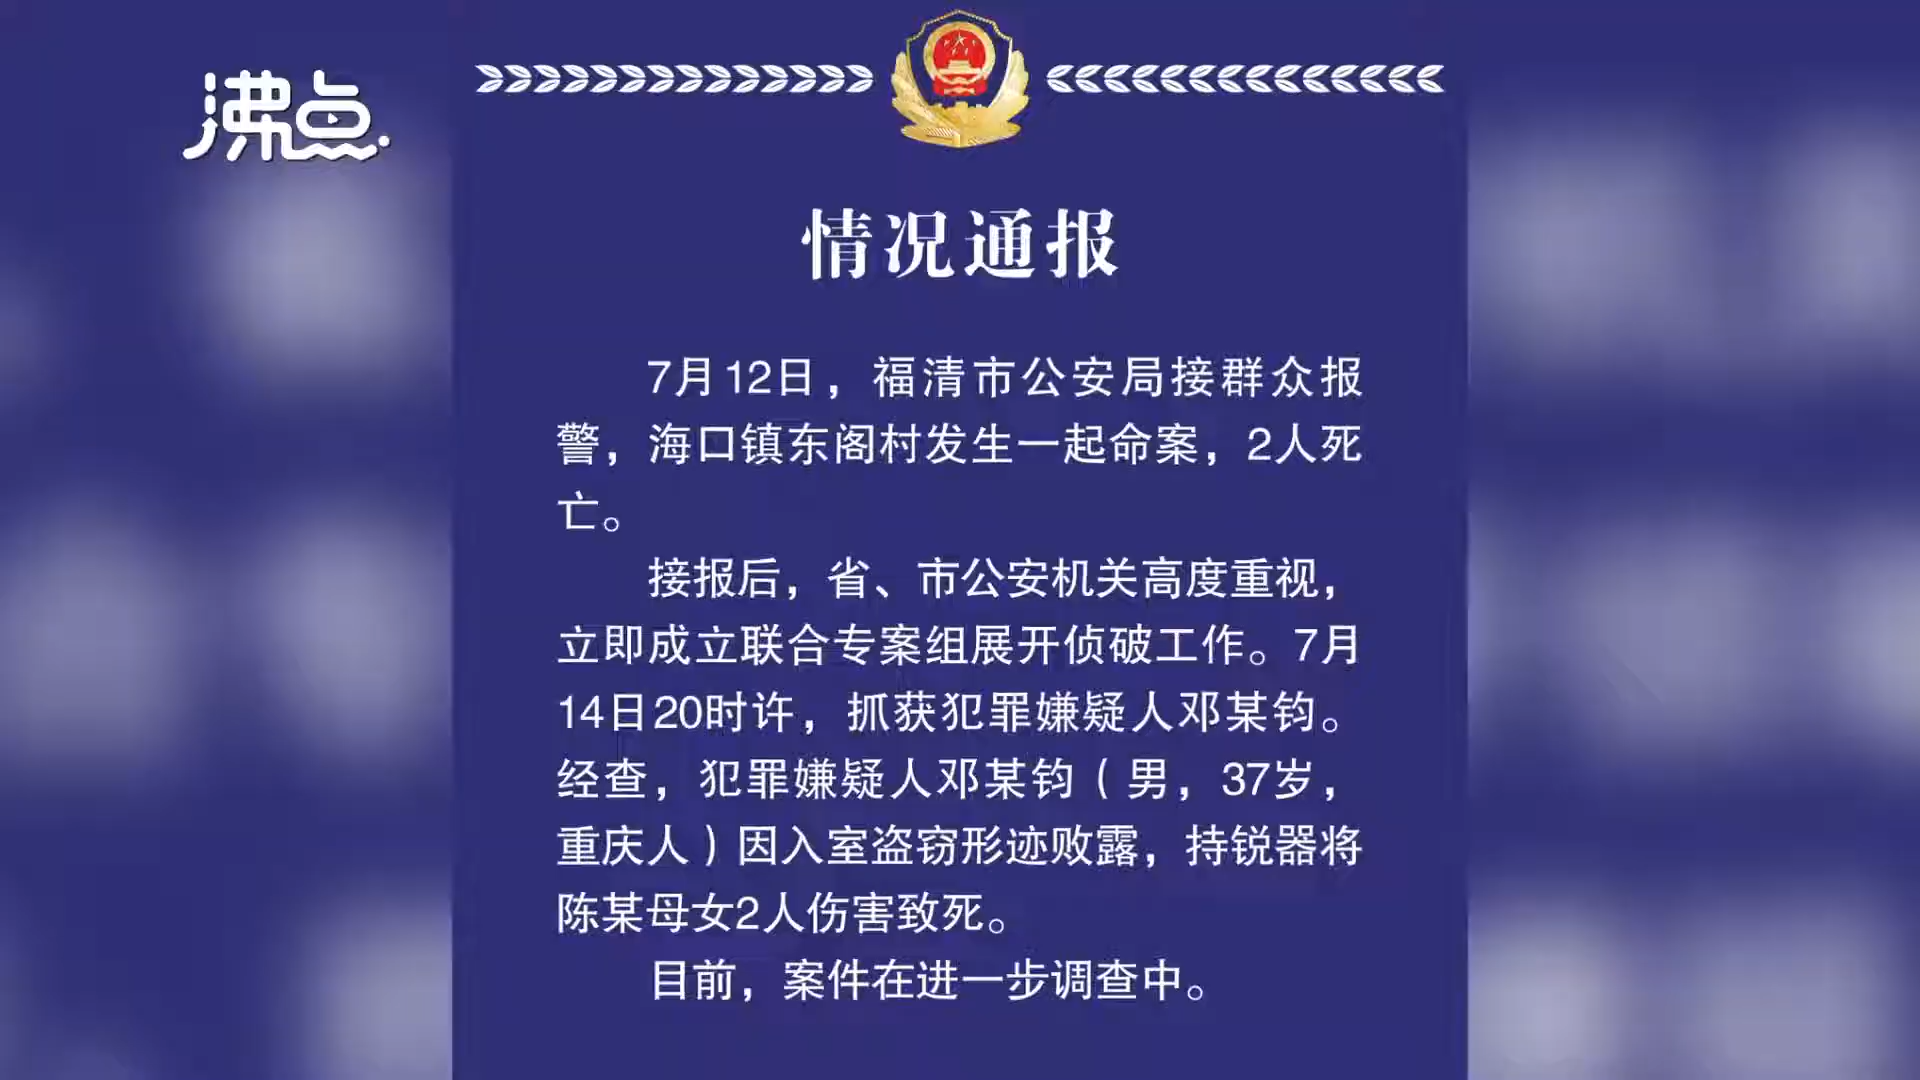 沸点
情况通报
7月12日，福清市公安局接群众报
警，海口镇东阁村发生一起命案，2人死
亡。
接报后，省、市公安机关高度重视，
立即成立联合专案组展开侦破工作。7月
14日20时许，抓获犯罪嫌疑人邓某钧。
经查，犯罪嫌疑人邓某钧（男，37岁，
重庆人）因入室盗窃形迹败露，持锐器将
陈某母女2人伤害致死。
目前，案件在进一步调查中。